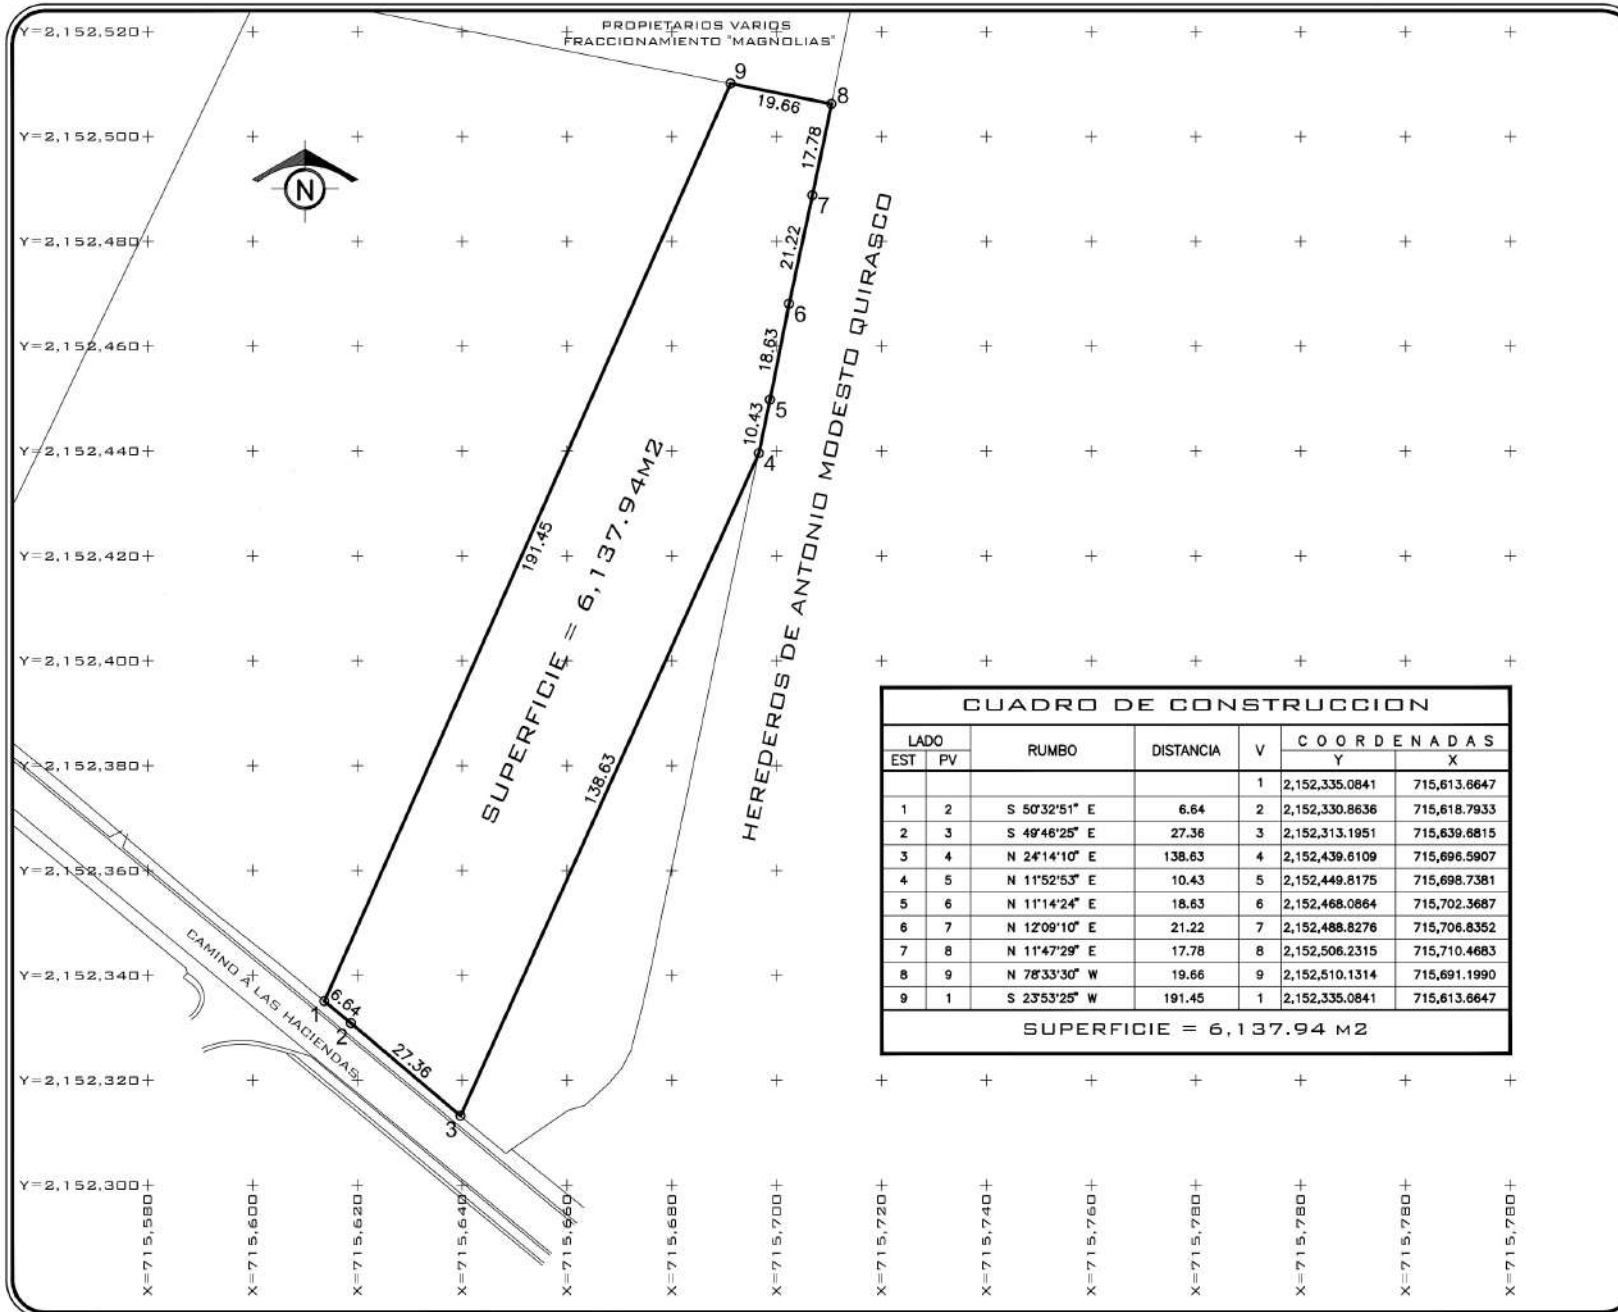 PROPIETARIOS VARIOS
FRACCIONAMIENTO "MAGNOLIAS"
Y=2,152,520
Y=2,152,500
Y=2,152,480
Y=2,152,460
Y=2,152,440
Y=2,152,420
Y=2,152,400
Y=2,152,380
Y=2,152,360
Y=2,152,340
Y=2,152,320
Y=2,152,300
N
9
19.66
8
17.78
7
21.22
6
18.63
5
10.43
4
191.45
138.63
SUPERFICIE = 6,137.94M2
HEREDEROS DE ANTONIO MODESTO QUIRASCO
CAMINO A LAS HACIENDAS
6.64
1
2
27.36
3
CUADRO DE CONSTRUCCION
LADO RUMBO DISTANCIA V COORDENADAS
EST PV Y X
1 2,152,335.0841 715,613.6647
1 2 S 50°32'51" E 6.64 2 2,152,330.8636 715,618.7933
2 3 S 49°46'25" E 27.36 3 2,152,313.1951 715,639.6815
3 4 N 24°14'10" E 138.63 4 2,152,439.6109 715,696.5907
4 5 N 11°52'53" E 10.43 5 2,152,449.8175 715,698.7381
5 6 N 11°14'24" E 18.63 6 2,152,468.0864 715,702.3687
6 7 N 12°09'10" E 21.22 7 2,152,488.8276 715,706.8352
7 8 N 11°47'29" E 17.78 8 2,152,506.2315 715,710.4683
8 9 N 78°33'30" W 19.66 9 2,152,510.1314 715,691.1990
9 1 S 23°53'25" W 191.45 1 2,152,335.0841 715,613.6647
SUPERFICIE = 6,137.94 M2
X=715,580
X=715,600
X=715,620
X=715,640
X=715,660
X=715,680
X=715,700
X=715,720
X=715,740
X=715,760
X=715,780
X=715,780
X=715,780
X=715,780